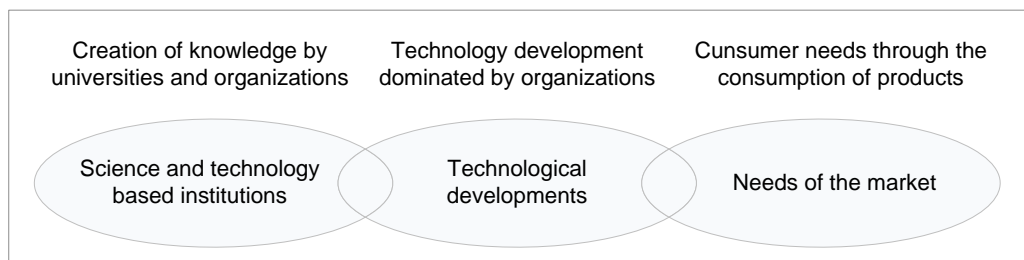 Creation of knowledge by
universities and organizations
Technology development
dominated by organizations
Cunsumer needs through the
consumption of products
Science and technology
based institutions
Technological
developments
Needs of the market